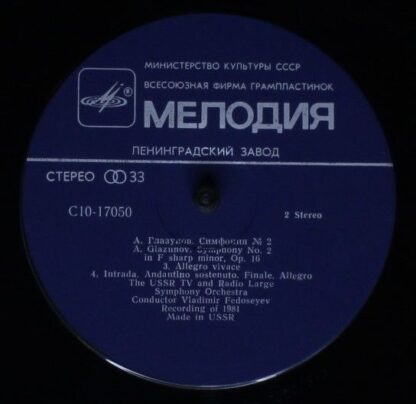 МИНИСТЕРСТВО КУЛЬТУРЫ СССР
ВСЕСОЮЗНАЯ ФИРМА ГРАМПЛАСТИНОК
®
МЕЛОДИЯ
ЛЕНИНГРАДСКИЙ ЗАВОД
СТЕРЕО 33
С10-17050
2 Stereo
А. Глазунов. Симфония № 2
A. Glazunov. Symphony No. 2
in F sharp minor, Op. 16
3. Allegro vivace
4. Intrada. Andantino sostenuto. Finale. Allegro
The USSR TV and Radio Large
Symphony Orchestra
Conductor Vladimir Fedoseyev
Recording of 1981
Made in USSR